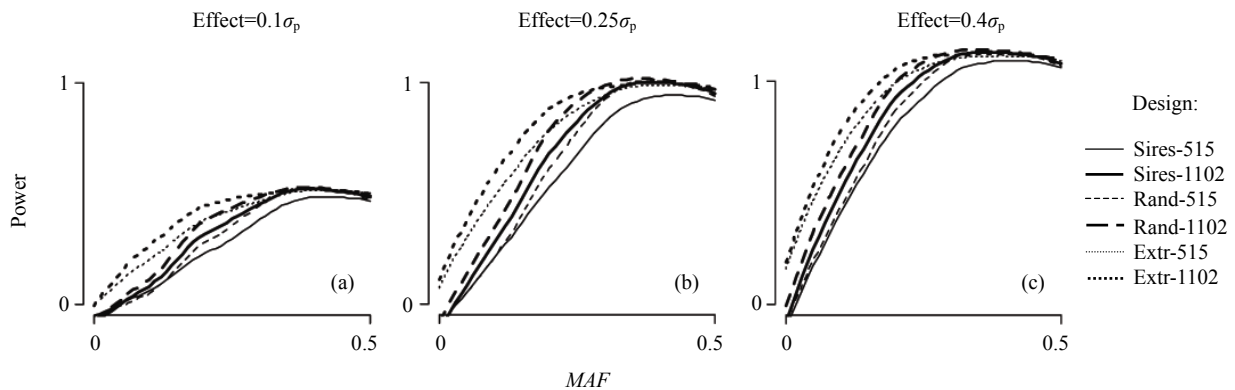 Effect=0.1σp
Effect=0.25σp
Effect=0.4σp
Power
1
0
(a)
0
0.5
1
0
(b)
0
0.5
1
0
(c)
0
0.5
MAF
Design:
Sires-515
Sires-1102
Rand-515
Rand-1102
Extr-515
Extr-1102